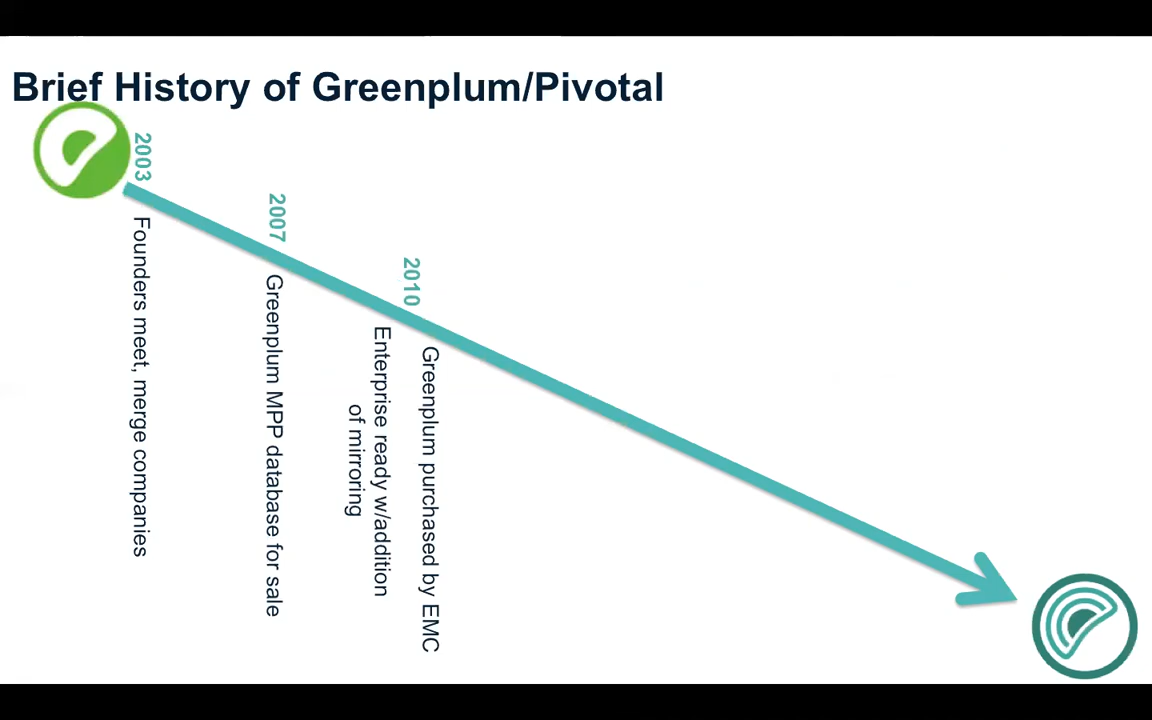 Brief History of Greenplum/Pivotal
2003
Founders meet, merge companies
2007
Greenplum MPP database for sale
2010
Greenplum purchased by EMC
Enterprise ready w/addition
of mirroring